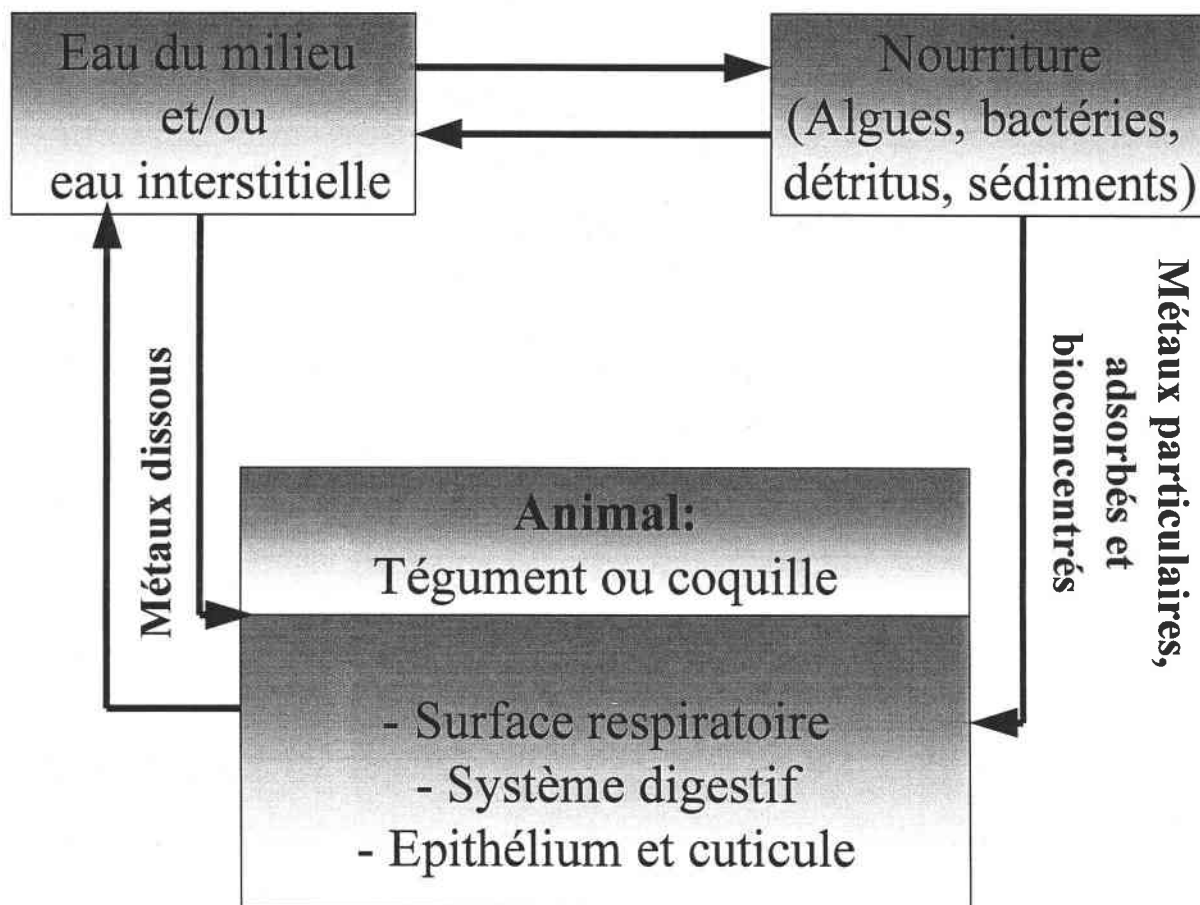 Eau du milieu
et/ou
eau interstitielle
Nourriture
(Algues, bactéries,
détritus, sédiments)
Métaux dissous
Métaux particulaires,
adsorbés et
bioconcentrés
Animal:
Tégument ou coquille
- Surface respiratoire
- Système digestif
- Epithélium et cuticule